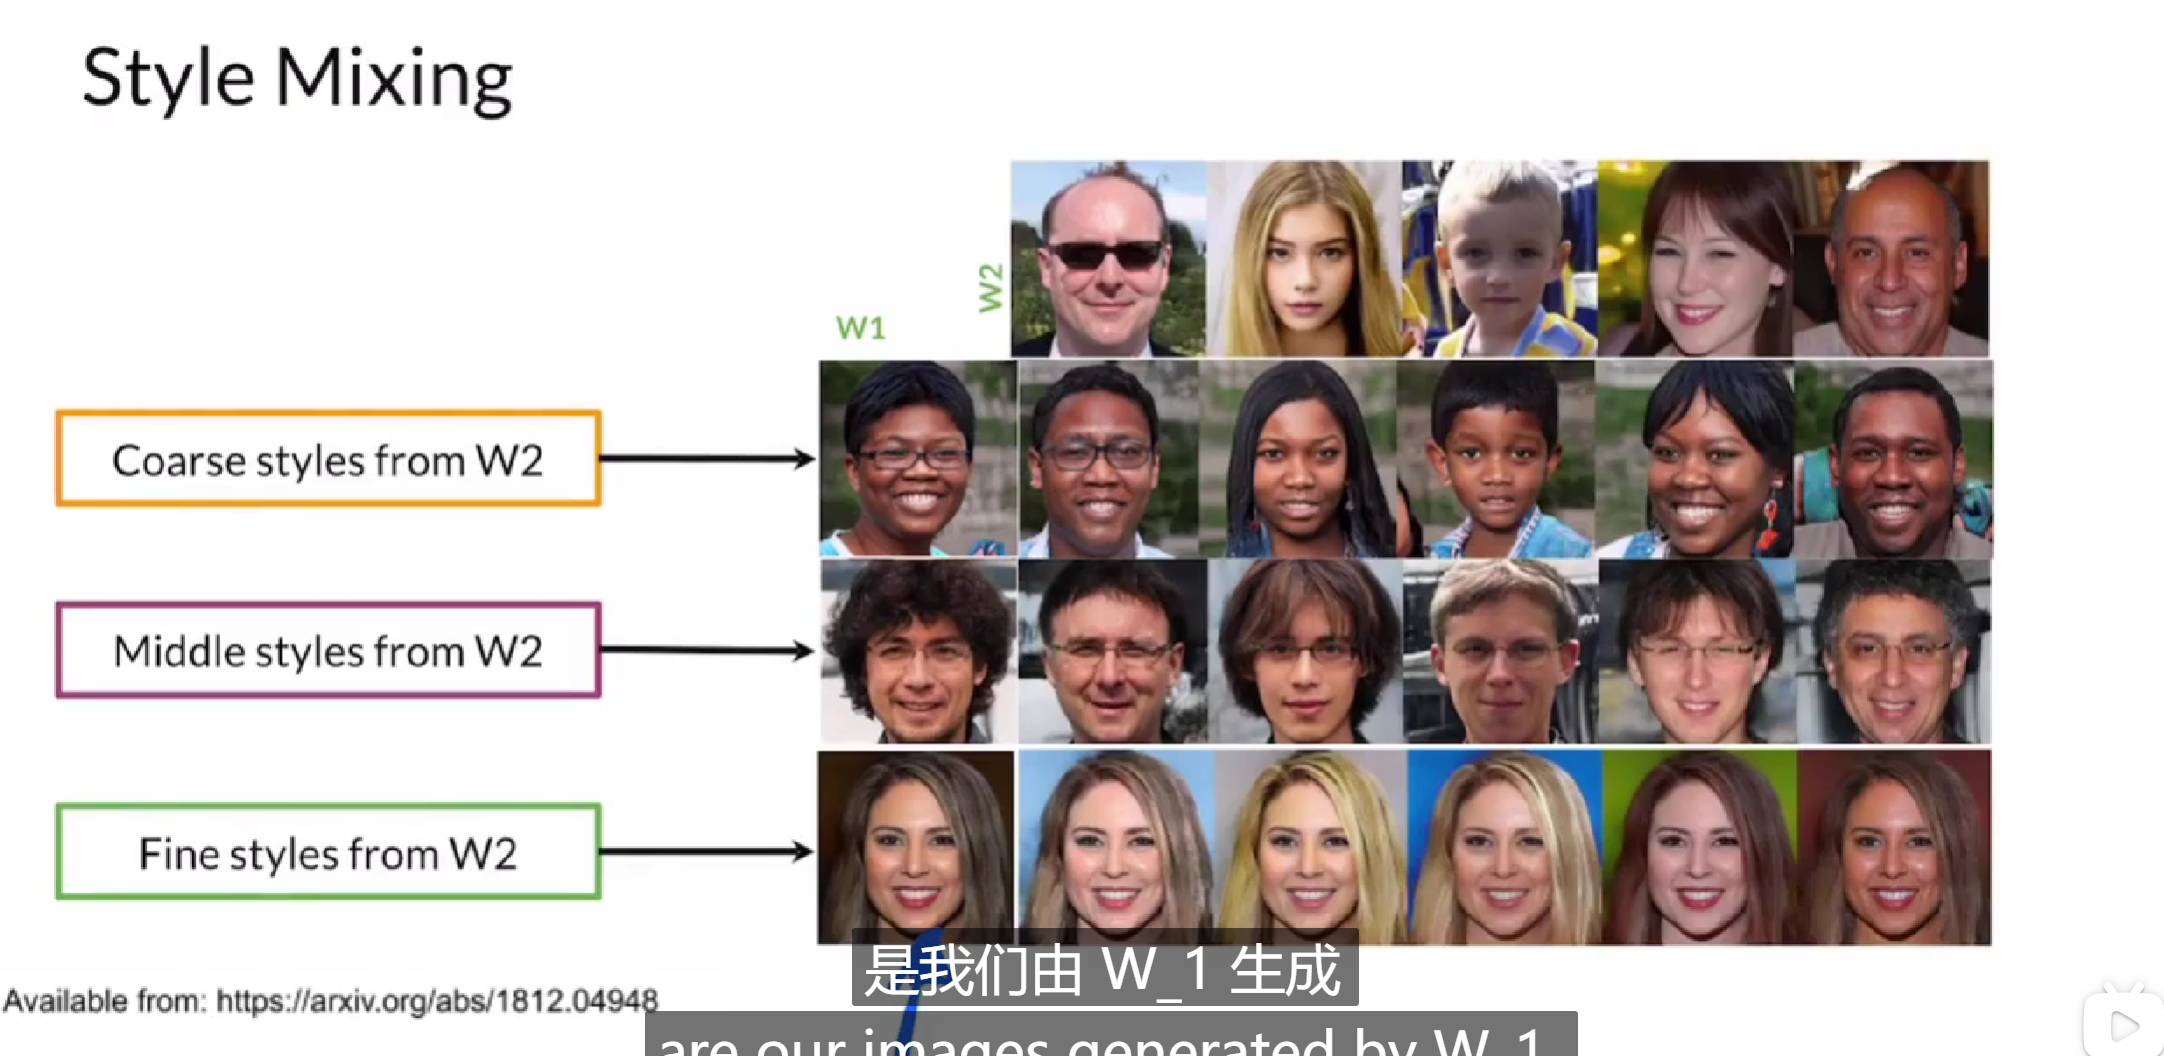 Style Mixing
W2
W1
Coarse styles from W2
Middle styles from W2
Fine styles from W2
是我们由 W_1 生成
Available from: https://arxiv.org/abs/1812.04948
are our images generated by W_1